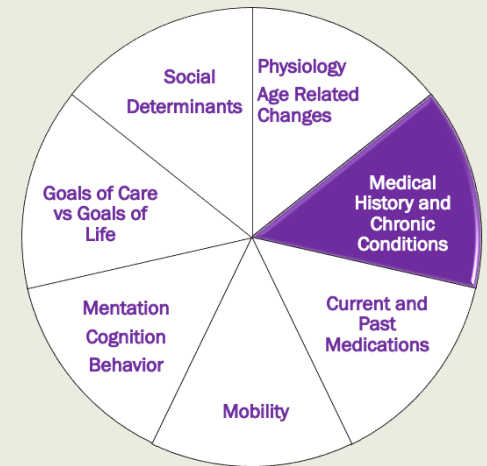 Physiology
Age Related
Changes
Medical
History and
Chronic
Conditions
Current and
Past
Medications
Mobility
Mentation
Cognition
Behavior
Goals of Care
vs Goals of
Life
Social
Determinants